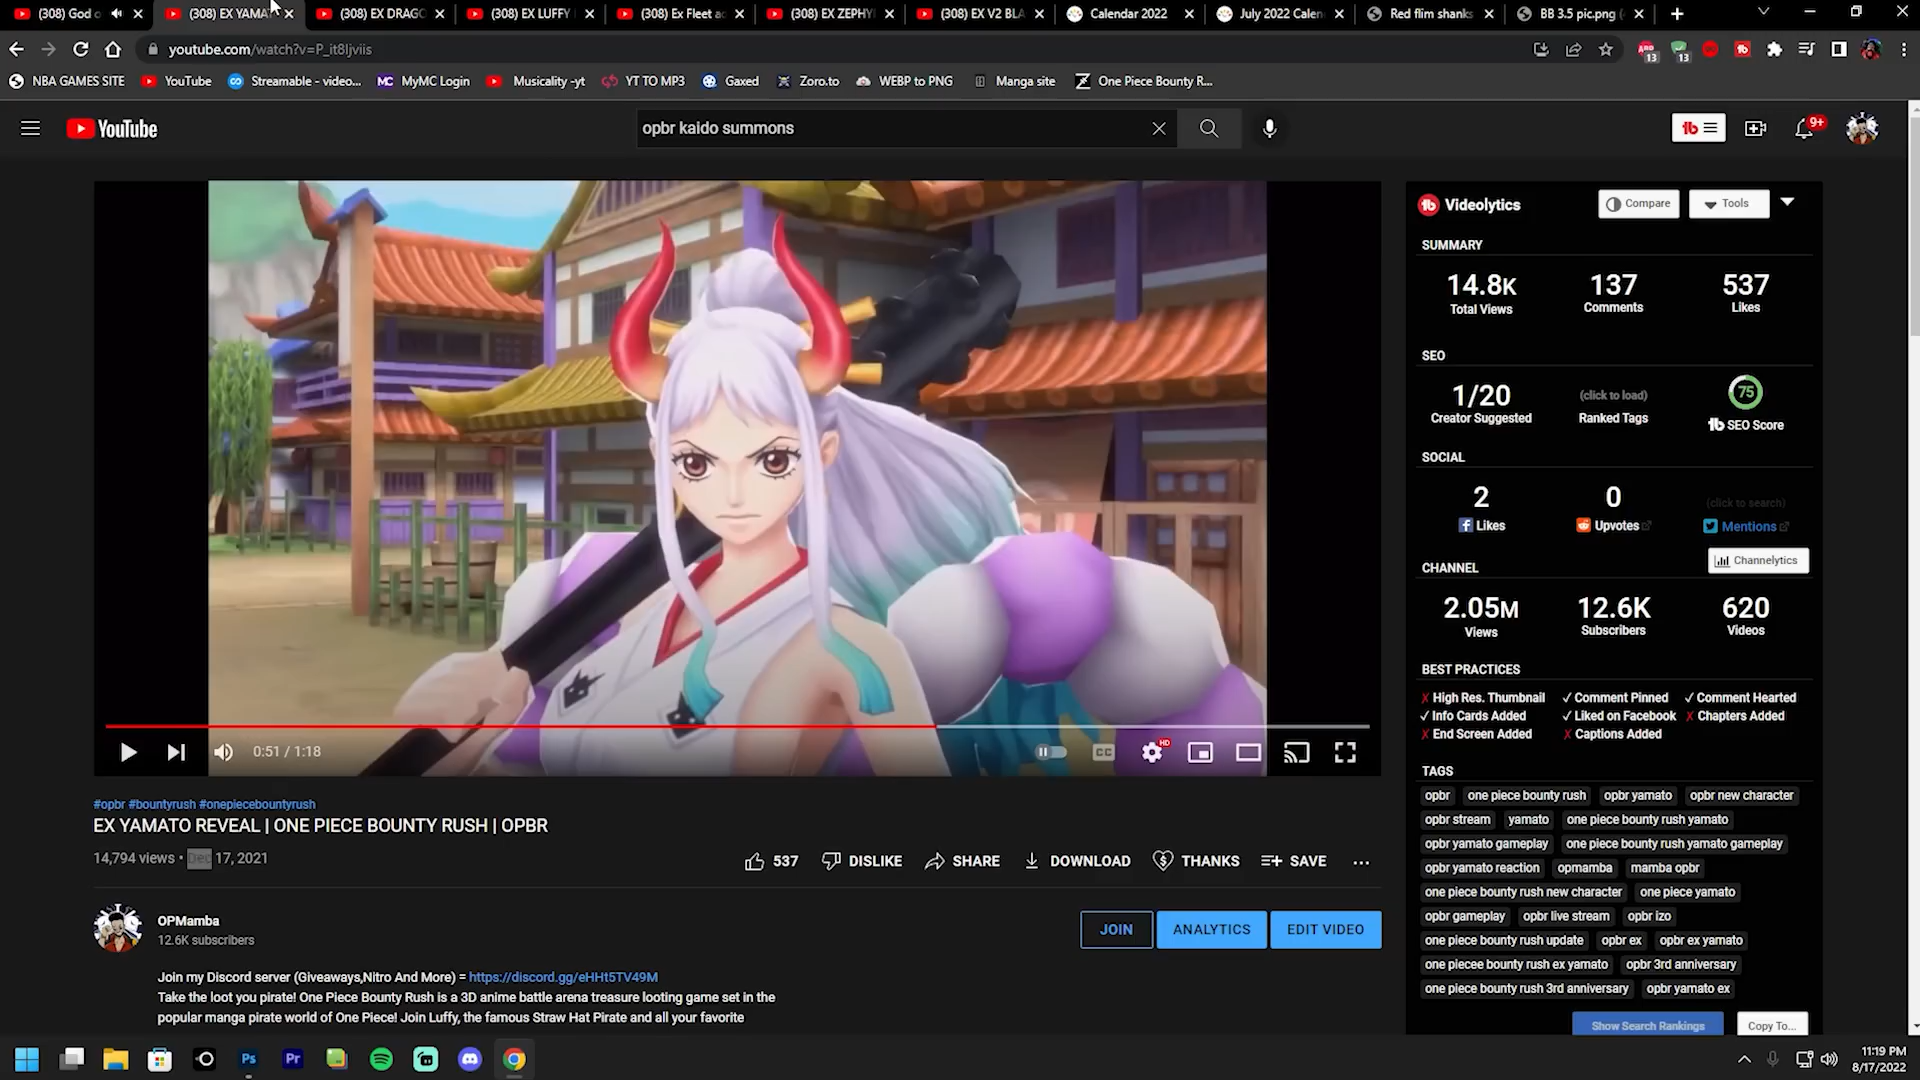 (308) God o
(308) EX YAMAT
(308) EX DRAGO
(308) EX LUFFY
(308) Ex Fleet a
(308) EX ZEPHY
(308) EX V2 BLA
Calendar 2022
July 2022 Calen
Red flim shanks
BB 3.5 pic.png (
youtube.com/watch?v=P_it8Ijviis
13
13
NBA GAMES SITE
YouTube
Streamable - video...
MyMC Login
Musicality -yt
YT TO MP3
Gaxed
Zoro.to
WEBP to PNG
Manga site
One Piece Bounty R...
YouTube
opbr kaido summons
9+
Videolytics
Compare
Tools
SUMMARY
14.8K 137 537
Total Views Comments Likes
SEO
1/20 (click to load) 75
Creator Suggested Ranked Tags SEO Score
SOCIAL
2 0 (click to search)
Likes Upvotes Mentions
CHANNEL
Channelytics
2.05M 12.6K 620
Views Subscribers Videos
BEST PRACTICES
✗ High Res. Thumbnail ✓ Comment Pinned ✓ Comment Hearted
✓ Info Cards Added ✓ Liked on Facebook ✗ Chapters Added
✗ End Screen Added ✗ Captions Added
TAGS
opbr one piece bounty rush opbr yamato opbr new character
opbr stream yamato one piece bounty rush yamato
opbr yamato gameplay one piece bounty rush yamato gameplay
opbr yamato reaction opmamba mamba opbr
one piece bounty rush new character one piece yamato
opbr gameplay opbr live stream opbr izo
one piece bounty rush update opbr ex opbr ex yamato
one piecee bounty rush ex yamato opbr 3rd anniversary
one piece bounty rush 3rd anniversary opbr yamato ex
Show Search Rankings Copy To...
0:51 / 1:18
CC
HD
#opbr #bountyrush #onepiecebountyrush
EX YAMATO REVEAL | ONE PIECE BOUNTY RUSH | OPBR
14,794 views • Dec 17, 2021
537 DISLIKE SHARE DOWNLOAD THANKS SAVE ...
OPMamba
12.6K subscribers
JOIN ANALYTICS EDIT VIDEO
Join my Discord server (Giveaways,Nitro And More) = https://discord.gg/eHHt5TV49M
Take the loot you pirate! One Piece Bounty Rush is a 3D anime battle arena treasure looting game set in the
popular manga pirate world of One Piece! Join Luffy, the famous Straw Hat Pirate and all your favorite
Ps
Pr
11:19 PM
8/17/2022